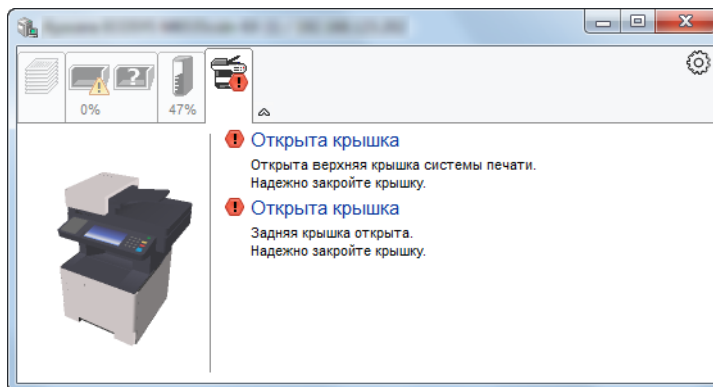 0%
47%
Открыта крышка
Открыта верхняя крышка системы печати.
Надежно закройте крышку.
Открыта крышка
Задняя крышка открыта.
Надежно закройте крышку.